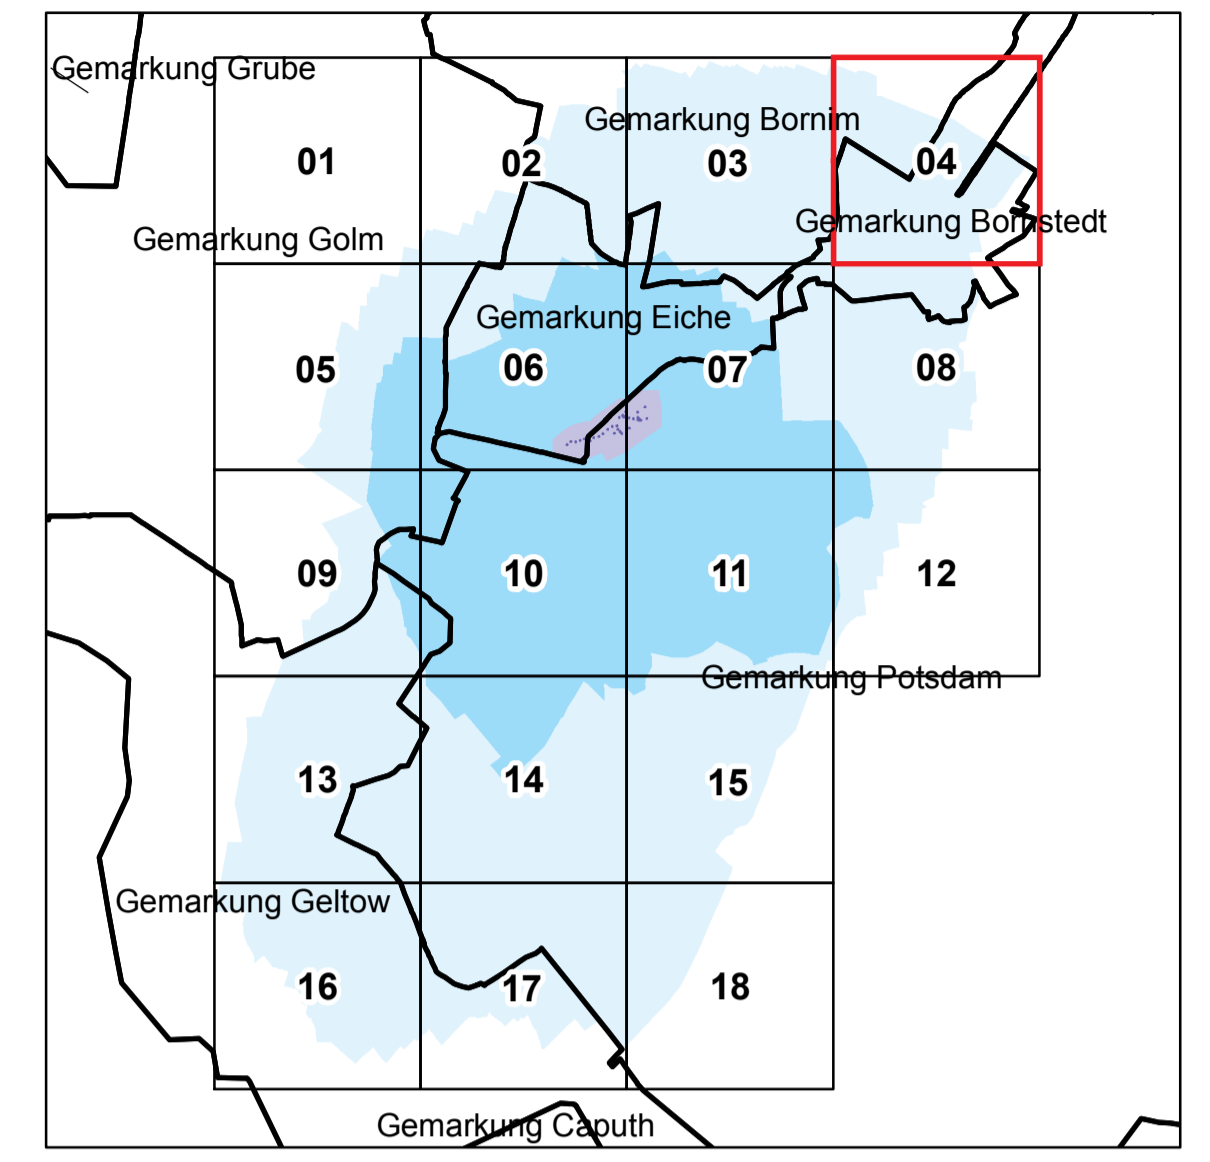 Gemarkung Grube
Gemarkung Bornim
01
02
03
04
Gemarkung Bornstedt
Gemarkung Golm
Gemarkung Eiche
05
06
07
08
09
10
11
12
Gemarkung Potsdam
13
14
15
Gemarkung Geltow
16
17
18
Gemarkung Caputh